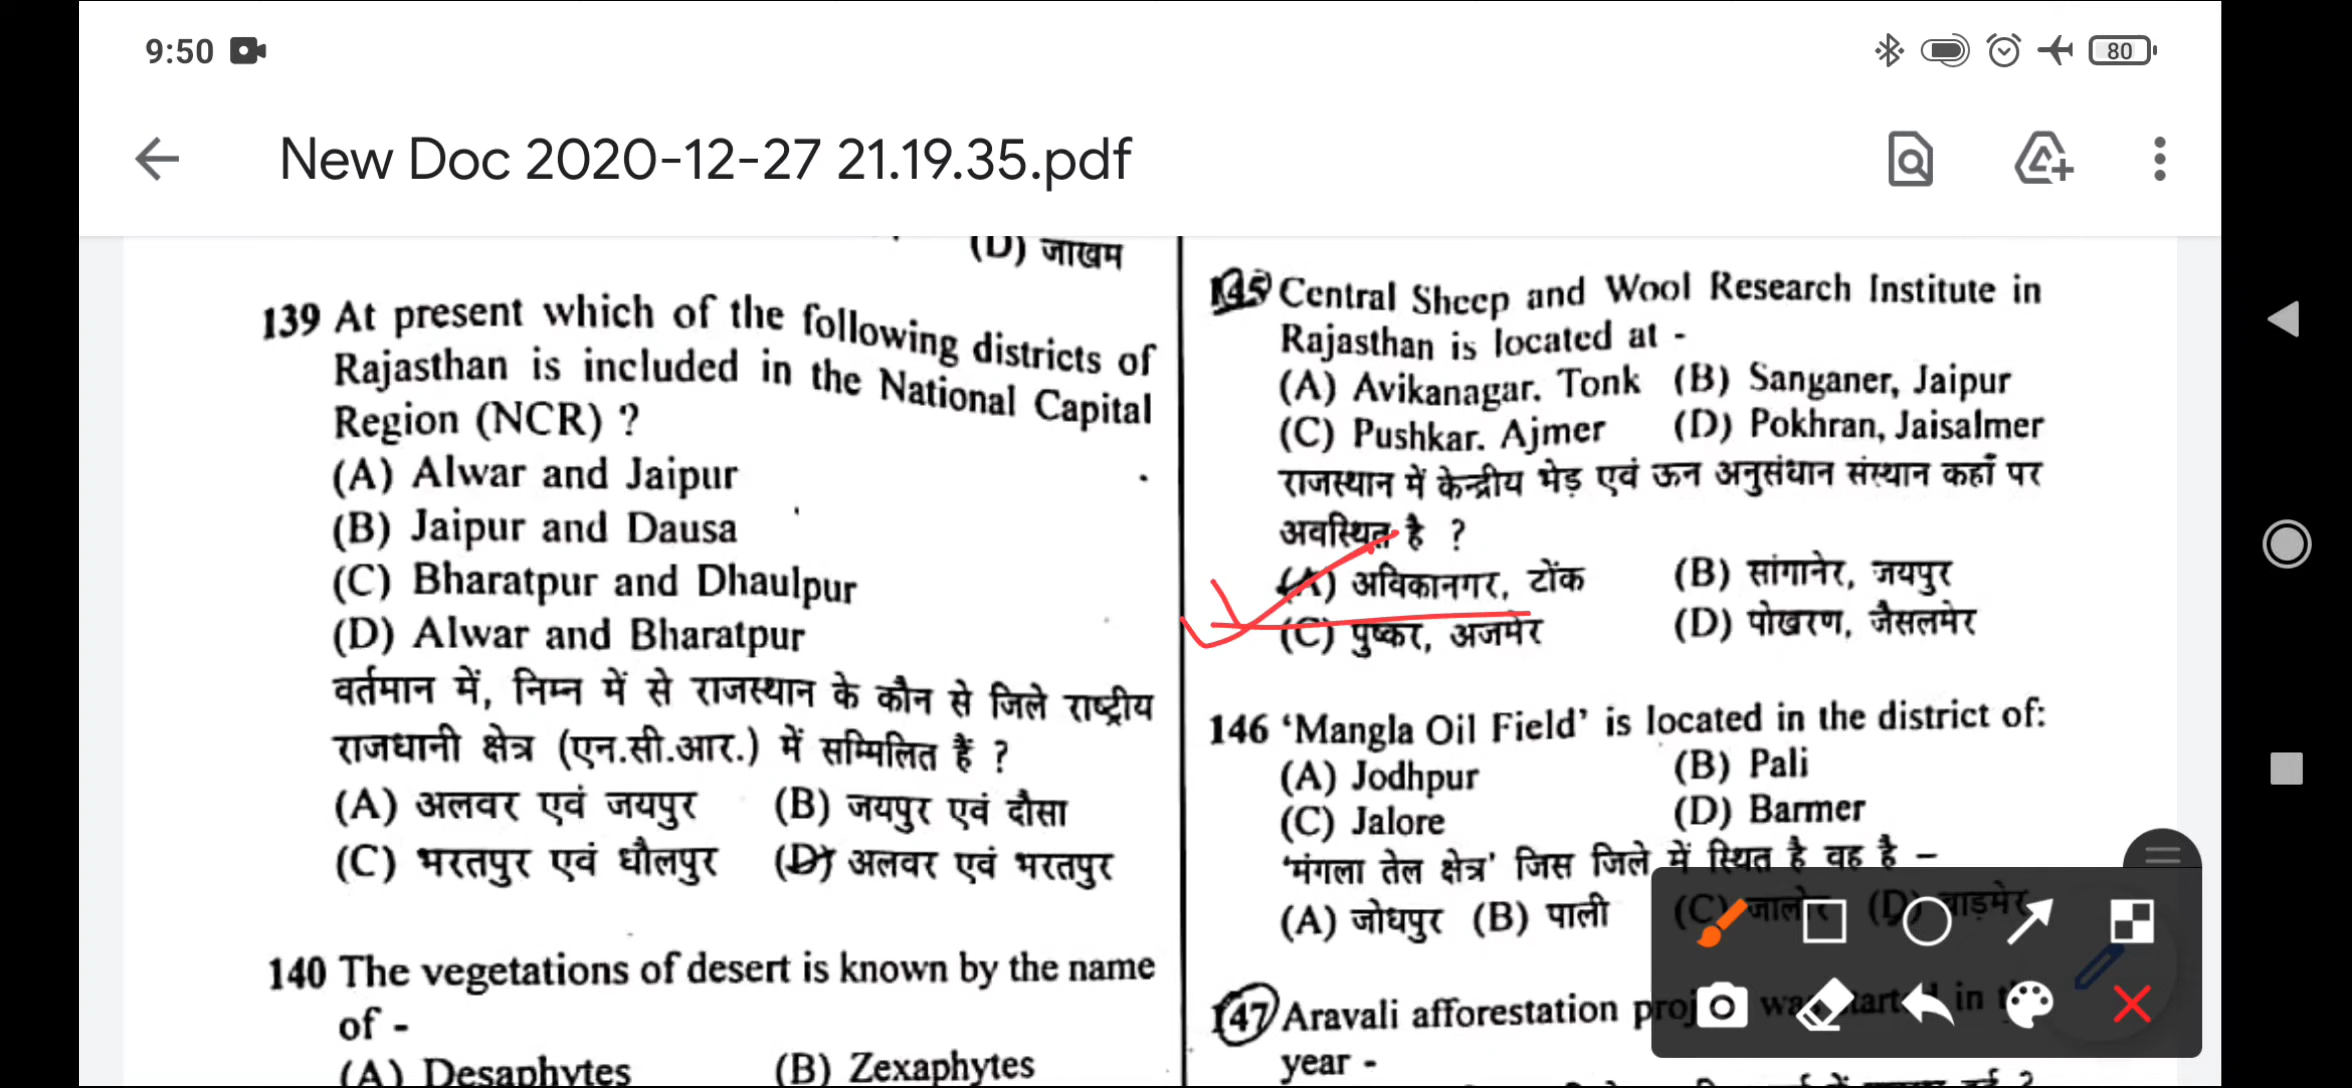 9:50
80
New Doc 2020-12-27 21.19.35.pdf
(D) जाखम
139 At present which of the following districts of
Rajasthan is included in the National Capital
Region (NCR) ?
(A) Alwar and Jaipur
(B) Jaipur and Dausa
(C) Bharatpur and Dhaulpur
(D) Alwar and Bharatpur
वर्तमान में, निम्न में से राजस्थान के कौन से जिले राष्ट्रीय
राजधानी क्षेत्र (एन.सी.आर.) में सम्मिलित हैं ?
(A) अलवर एवं जयपुर (B) जयपुर एवं दौसा
(C) भरतपुर एवं धौलपुर (D) अलवर एवं भरतपुर
140 The vegetations of desert is known by the name
of -
(A) Desaphytes (B) Zexaphytes
145 Central Sheep and Wool Research Institute in
Rajasthan is located at -
(A) Avikanagar. Tonk (B) Sanganer, Jaipur
(C) Pushkar. Ajmer (D) Pokhran, Jaisalmer
राजस्थान में केन्द्रीय भेड़ एवं ऊन अनुसंधान संस्थान कहाँ पर
अवस्थित है ?
(A) अविकानगर, टोंक (B) सांगानेर, जयपुर
(C) पुष्कर, अजमेर (D) पोखरण, जैसलमेर
146 ‘Mangla Oil Field’ is located in the district of:
(A) Jodhpur (B) Pali
(C) Jalore (D) Barmer
‘मंगला तेल क्षेत्र’ जिस जिले में स्थित है वह है –
(A) जोधपुर (B) पाली (C) जालोर (D) बाड़मेर
147 Aravali afforestation in
year -